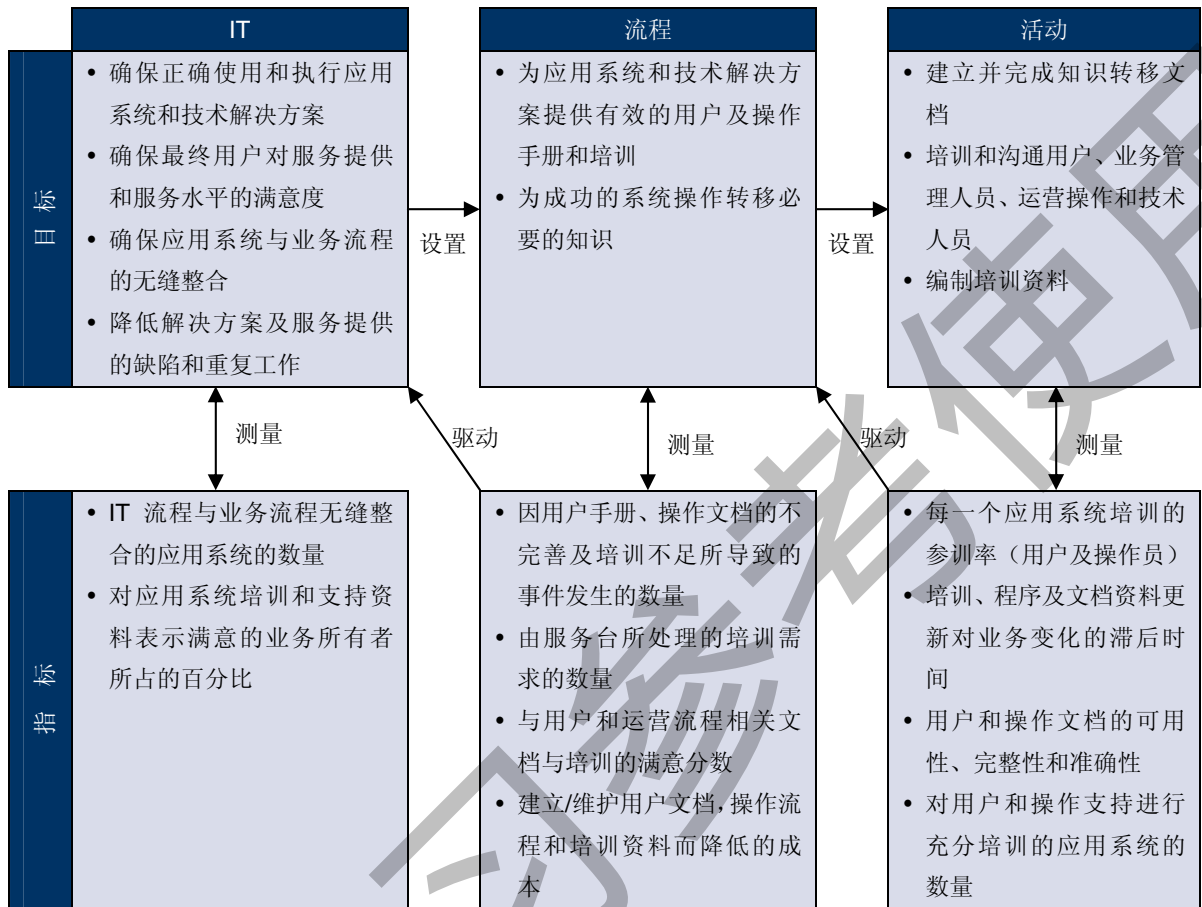 IT
流程
活动
目标
• 确保正确使用和执行应用
系统和技术解决方案
• 确保最终用户对服务提供
和服务水平的满意度
• 确保应用系统与业务流程
的无缝整合
• 降低解决方案及服务提供
的缺陷和重复工作
设置
• 为应用系统和技术解决方
案提供有效的用户及操作
手册和培训
• 为成功的系统操作转移必
要的知识
设置
• 建立并完成知识转移文
档
• 培训和沟通用户、业务管
理人员、运营操作和技术
人员
• 编制培训资料
测量
驱动
测量
驱动
测量
指标
• IT 流程与业务流程无缝整
合的应用系统的数量
• 对应用系统培训和支持资
料表示满意的业务所有者
所占的百分比
• 因用户手册、操作文档的不
完善及培训不足所导致的
事件发生的数量
• 由服务台所处理的培训需
求的数量
• 与用户和运营流程相关文
档与培训的满意分数
• 建立/维护用户文档,操作流
程和培训资料而降低的成
本
• 每一个应用系统培训的
参训率（用户及操作员）
• 培训、程序及文档资料更
新对业务变化的滞后时
间
• 用户和操作文档的可用
性、完整性和准确性
• 对用户和操作支持进行
充分培训的应用系统的
数量
习参考使用